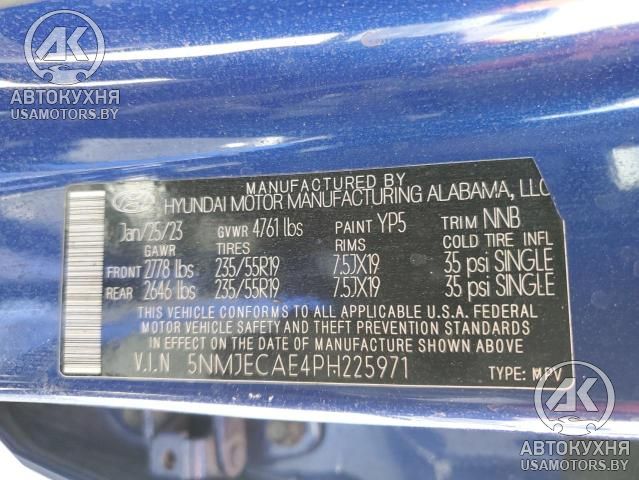 АК
АВТОКУХНЯ
USAMOTORS.BY
MANUFACTURED BY
HYUNDAI MOTOR MANUFACTURING ALABAMA, LLC
Jan/25/23 GVWR 4761 lbs PAINT YP5 TRIM NNB
GAWR TIRES RIMS COLD TIRE INFL
FRONT 2778 lbs 235/55R19 7.5JX19 35 psi SINGLE
REAR 2646 lbs 235/55R19 7.5JX19 35 psi SINGLE
THIS VEHICLE CONFORMS TO ALL APPLICABLE U.S.A. FEDERAL
MOTOR VEHICLE SAFETY AND THEFT PREVENTION STANDARDS
IN EFFECT ON THE DATE OF MANUFACTURE SHOWN ABOVE.
V.I.N 5NMJECAE4PH225971 TYPE: MPV
АК
АВТОКУХНЯ
USAMOTORS.BY